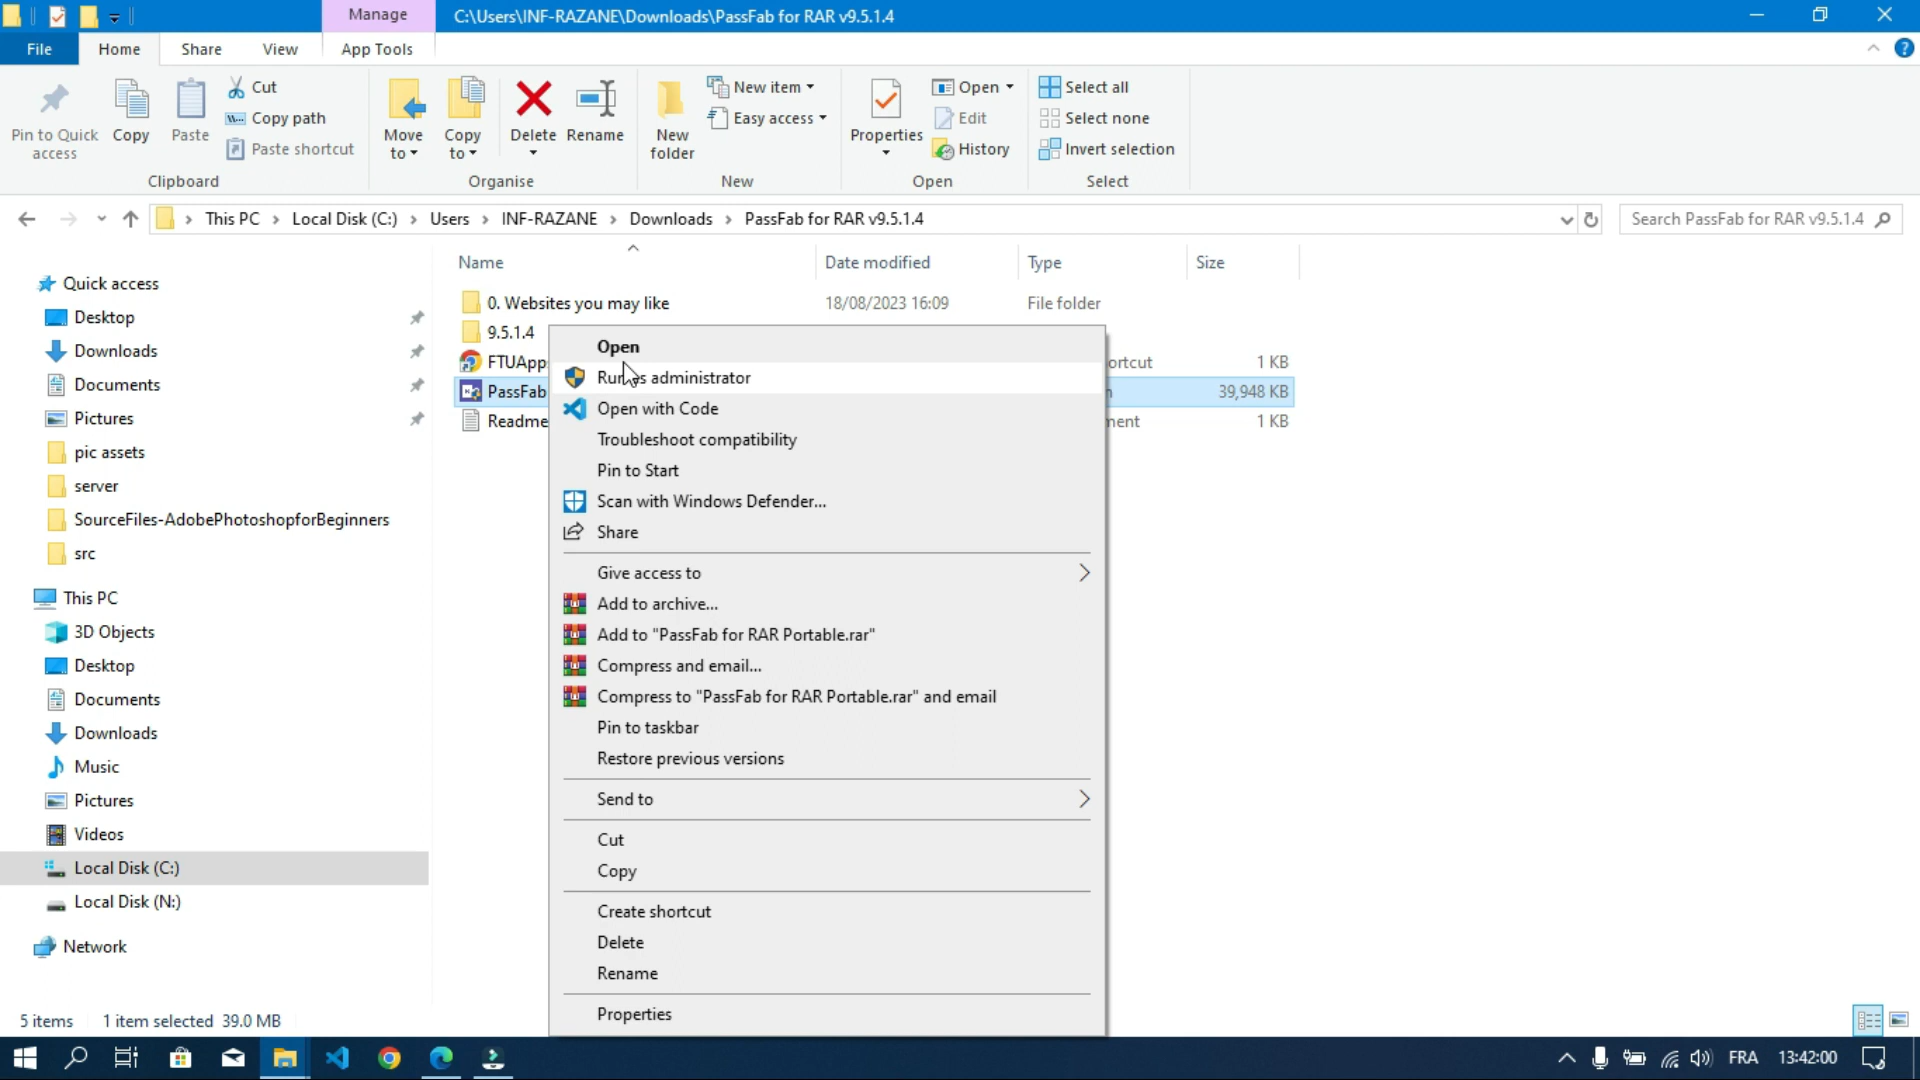 Manage
C:\Users\INF-RAZANE\Downloads\PassFab for RAR v9.5.1.4
File
Home
Share
View
App Tools
Pin to Quick access
Copy
Paste
Cut
Copy path
Paste shortcut
Clipboard
Move to
Copy to
Delete
Rename
Organise
New folder
New item
Easy access
New
Properties
Open
Edit
History
Open
Select all
Select none
Invert selection
Select
This PC
Local Disk (C:)
Users
INF-RAZANE
Downloads
PassFab for RAR v9.5.1.4
Search PassFab for RAR v9.5.1.4
Name
Date modified
Type
Size
0. Websites you may like
18/08/2023 16:09
File folder
9.5.1.4
FTUApp
ortcut
1 KB
PassFab
39,948 KB
Readme
ment
1 KB
Quick access
Desktop
Downloads
Documents
Pictures
pic assets
server
SourceFiles-AdobePhotoshopforBeginners
src
This PC
3D Objects
Desktop
Documents
Downloads
Music
Pictures
Videos
Local Disk (C:)
Local Disk (N:)
Network
Open
Run as administrator
Open with Code
Troubleshoot compatibility
Pin to Start
Scan with Windows Defender...
Share
Give access to
Add to archive...
Add to "PassFab for RAR Portable.rar"
Compress and email...
Compress to "PassFab for RAR Portable.rar" and email
Pin to taskbar
Restore previous versions
Send to
Cut
Copy
Create shortcut
Delete
Rename
Properties
5 items
1 item selected 39.0 MB
FRA
13:42:00